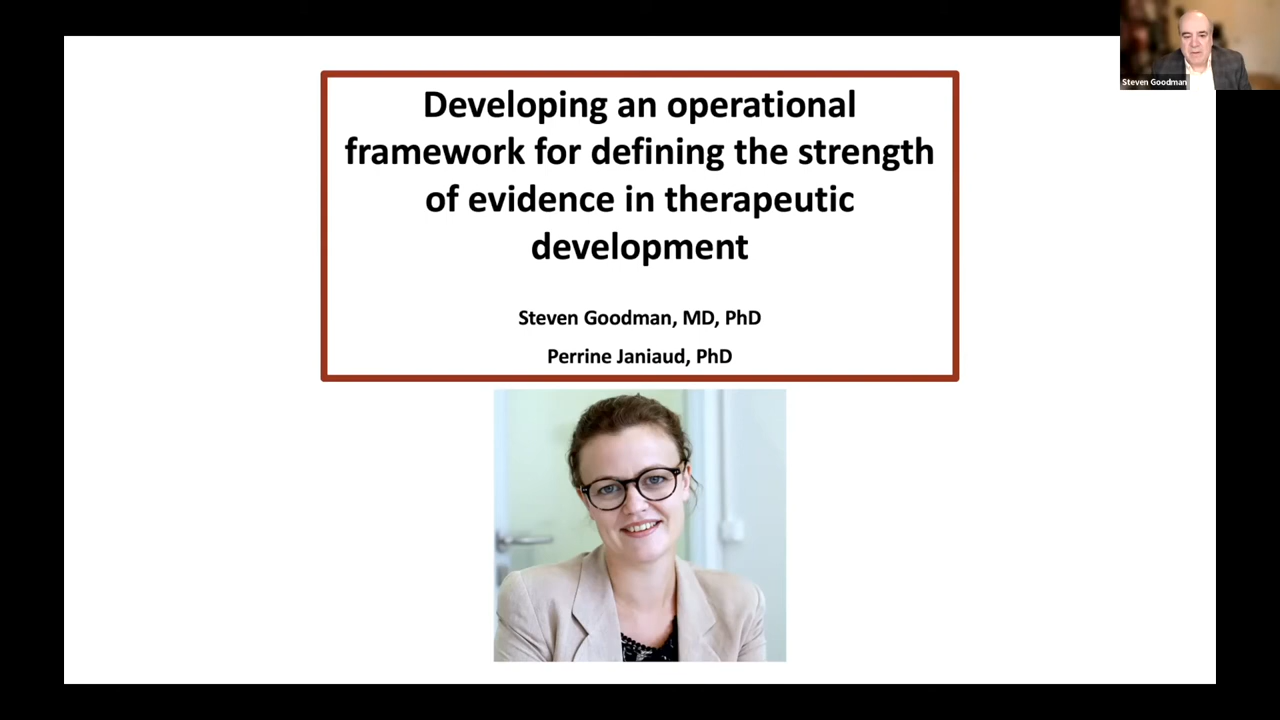 Developing an operational
framework for defining the strength
of evidence in therapeutic
development
Steven Goodman, MD, PhD
Perrine Janiaud, PhD
Steven Goodman